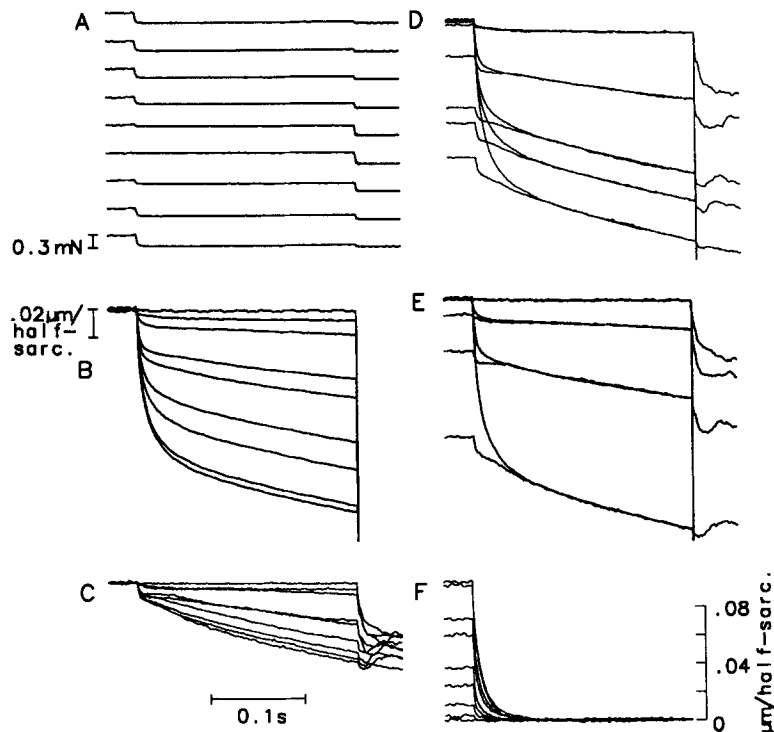 A
D
0.3mN
.02μm/
half-
sarc.
B
E
C
F
0.1s
.08
.04
0
μm/half-sarc.